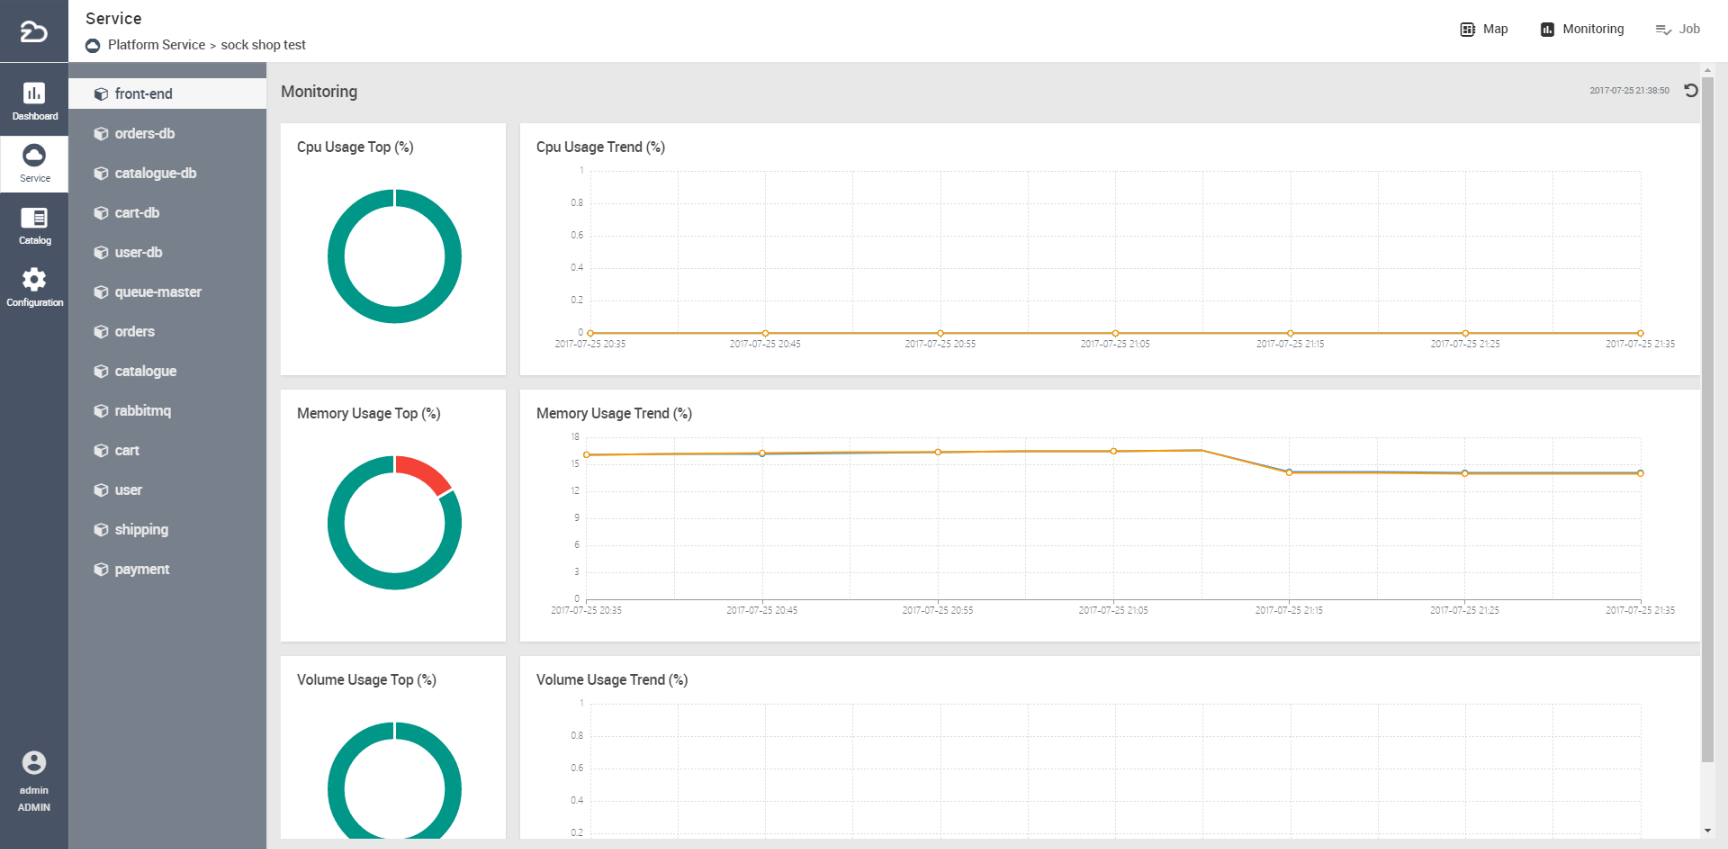 Service
Platform Service > sock shop test
Map
Monitoring
Job
Dashboard
Service
Catalog
Configuration
admin
ADMIN
front-end
orders-db
catalogue-db
cart-db
user-db
queue-master
orders
catalogue
rabbitmq
cart
user
shipping
payment
Monitoring
2017-07-25 21:38:50
Cpu Usage Top (%)
Cpu Usage Trend (%)
1
0.8
0.6
0.4
0.2
0
2017-07-25 20:35 2017-07-25 20:45 2017-07-25 20:55 2017-07-25 21:05 2017-07-25 21:15 2017-07-25 21:25 2017-07-25 21:35
Memory Usage Top (%)
Memory Usage Trend (%)
18
15
12
9
6
3
0
2017-07-25 20:35 2017-07-25 20:45 2017-07-25 20:55 2017-07-25 21:05 2017-07-25 21:15 2017-07-25 21:25 2017-07-25 21:35
Volume Usage Top (%)
Volume Usage Trend (%)
1
0.8
0.6
0.4
0.2